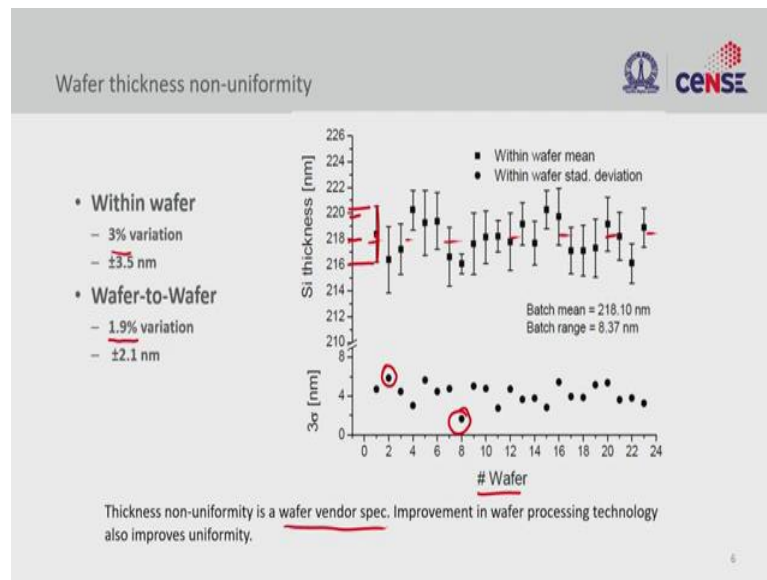 Wafer thickness non-uniformity
CeNSE
• Within wafer
– 3% variation
– ±3.5 nm
• Wafer-to-Wafer
– 1.9% variation
– ±2.1 nm
226
224
222
220
218
216
214
212
210
8
4
0
Si thickness [nm]
3σ [nm]
■ Within wafer mean
● Within wafer stad. deviation
Batch mean = 218.10 nm
Batch range = 8.37 nm
0 2 4 6 8 10 12 14 16 18 20 22 24
# Wafer
Thickness non-uniformity is a wafer vendor spec. Improvement in wafer processing technology
also improves uniformity.
6